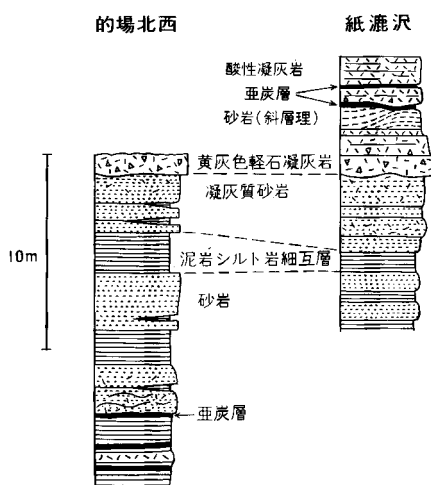 的場北西
紙漉沢
酸性凝灰岩
亜炭層
砂岩(斜層理)
黄灰色軽石凝灰岩
凝灰質砂岩
10m
泥岩シルト岩細互層
砂岩
亜炭層